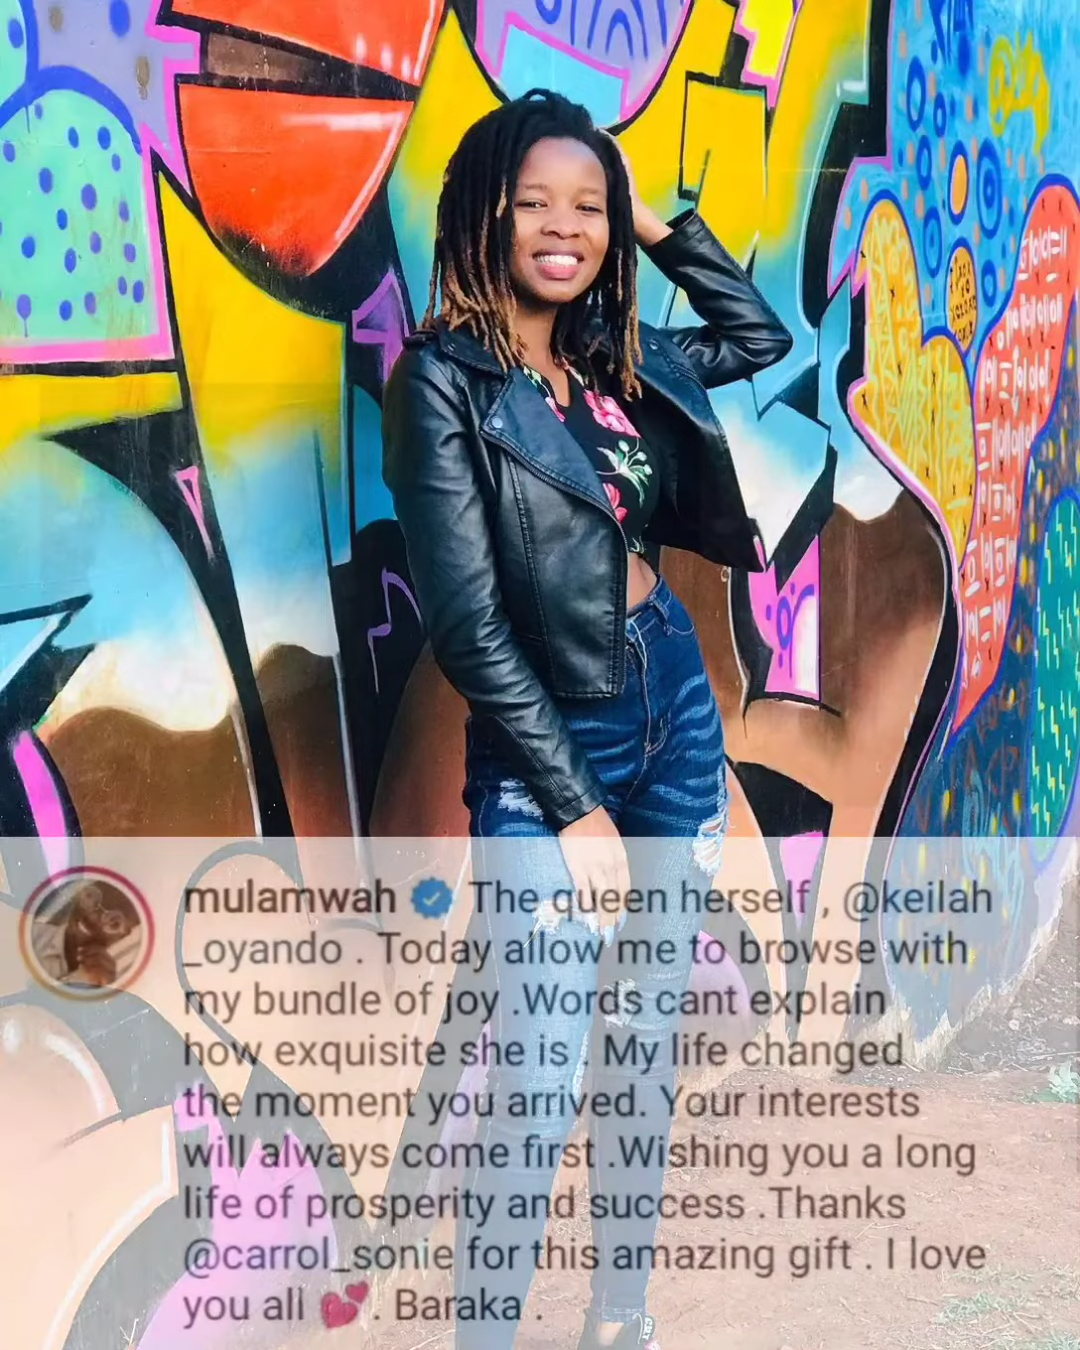 mulamwah The queen herself , @keilah
_oyando . Today allow me to browse with
my bundle of joy .Words cant explain
how exquisite she is . My life changed
the moment you arrived. Your interests
will always come first .Wishing you a long
life of prosperity and success .Thanks
@carrol_sonie for this amazing gift . I love
you all 💕. Baraka .